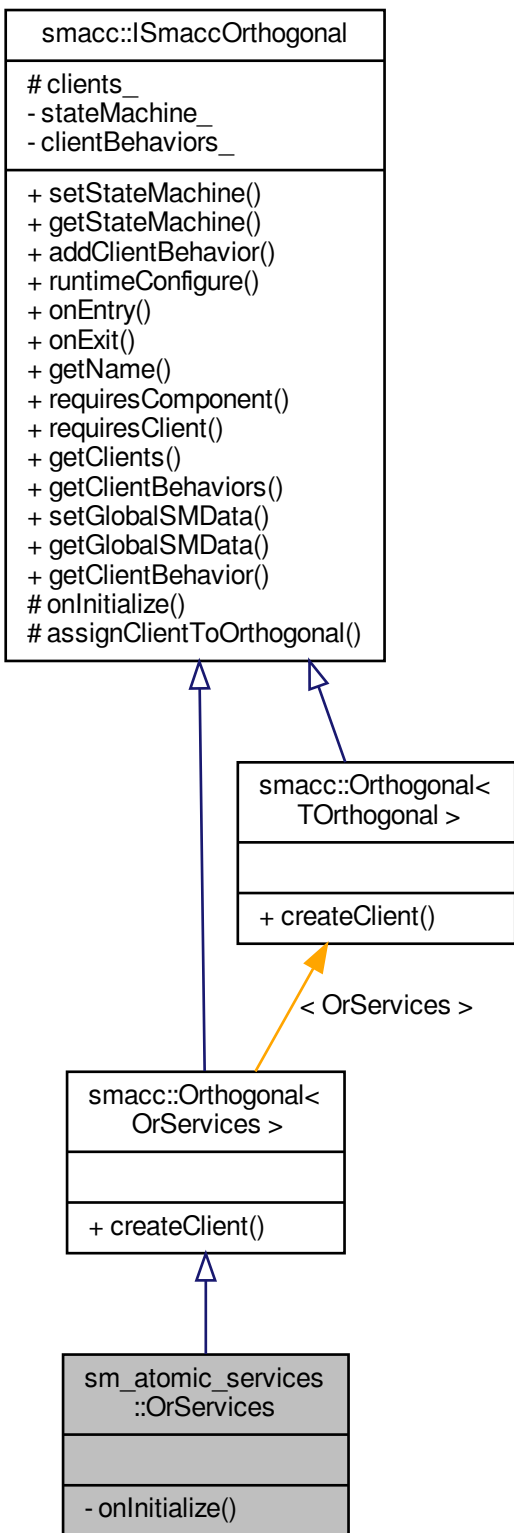 smacc::ISmaccOrthogonal
# clients_
- stateMachine_
- clientBehaviors_
+ setStateMachine()
+ getStateMachine()
+ addClientBehavior()
+ runtimeConfigure()
+ onEntry()
+ onExit()
+ getName()
+ requiresComponent()
+ requiresClient()
+ getClients()
+ getClientBehaviors()
+ setGlobalSMData()
+ getGlobalSMData()
+ getClientBehavior()
# onInitialize()
# assignClientToOrthogonal()
smacc::Orthogonal<
TOrthogonal >
+ createClient()
< OrServices >
smacc::Orthogonal<
OrServices >
+ createClient()
sm_atomic_services
::OrServices
- onInitialize()